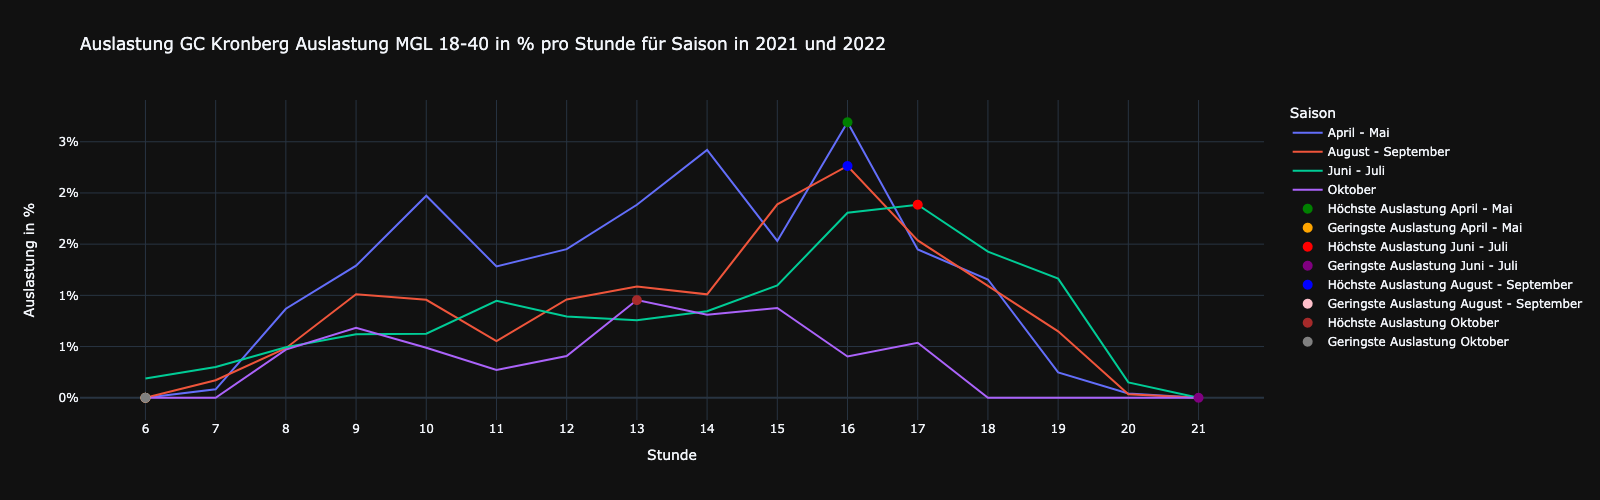 Auslastung GC Kronberg Auslastung MGL 18-40 in % pro Stunde für Saison in 2021 und 2022
Auslastung in %
3%
2%
2%
1%
1%
0%
6 7 8 9 10 11 12 13 14 15 16 17 18 19 20 21
Stunde
Saison
April - Mai
August - September
Juni - Juli
Oktober
Höchste Auslastung April - Mai
Geringste Auslastung April - Mai
Höchste Auslastung Juni - Juli
Geringste Auslastung Juni - Juli
Höchste Auslastung August - September
Geringste Auslastung August - September
Höchste Auslastung Oktober
Geringste Auslastung Oktober